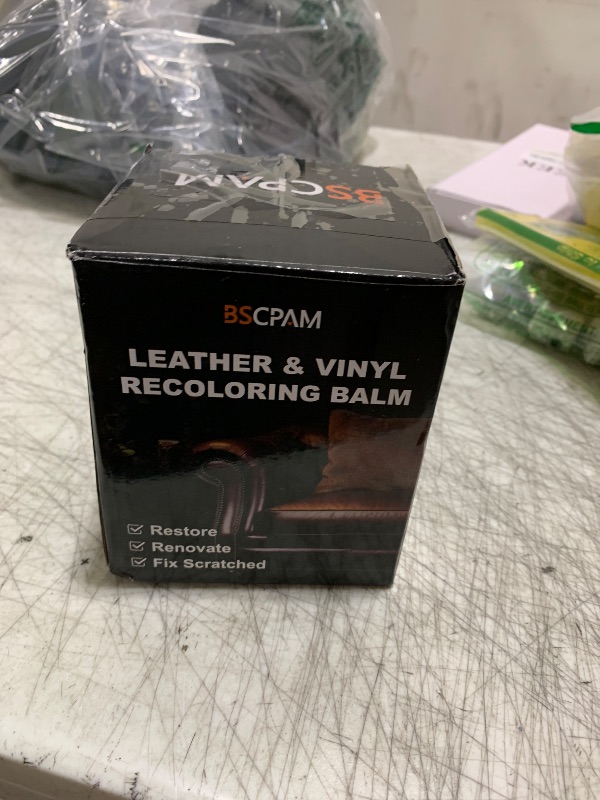 BSCPAM
BSCPAM
LEATHER & VINYL
RECOLORING BALM
Restore
Renovate
Fix Scratched